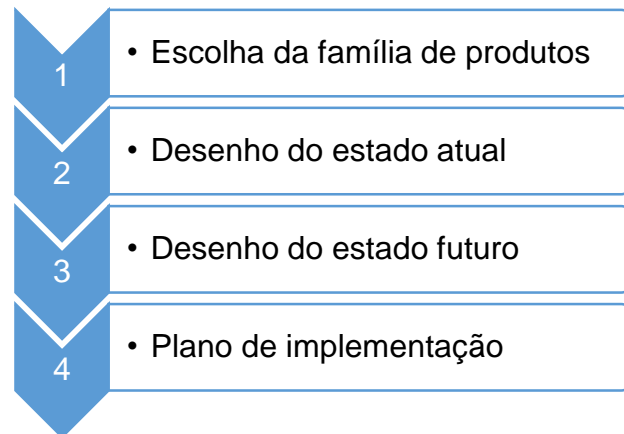 1
• Escolha da família de produtos
2
• Desenho do estado atual
3
• Desenho do estado futuro
4
• Plano de implementação